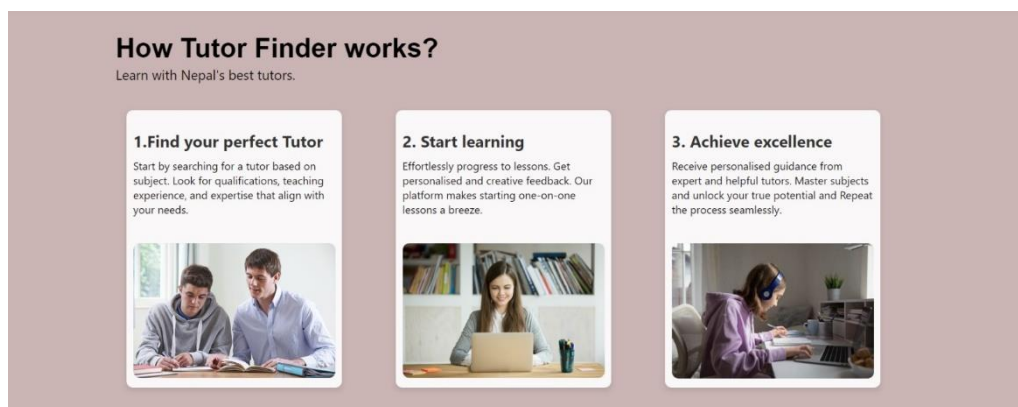 How Tutor Finder works?
Learn with Nepal's best tutors.
1.Find your perfect Tutor
Start by searching for a tutor based on
subject. Look for qualifications, teaching
experience, and expertise that align with
your needs.
2. Start learning
Effortlessly progress to lessons. Get
personalised and creative feedback. Our
platform makes starting one-on-one
lessons a breeze.
3. Achieve excellence
Receive personalised guidance from
expert and helpful tutors. Master subjects
and unlock your true potential and Repeat
the process seamlessly.